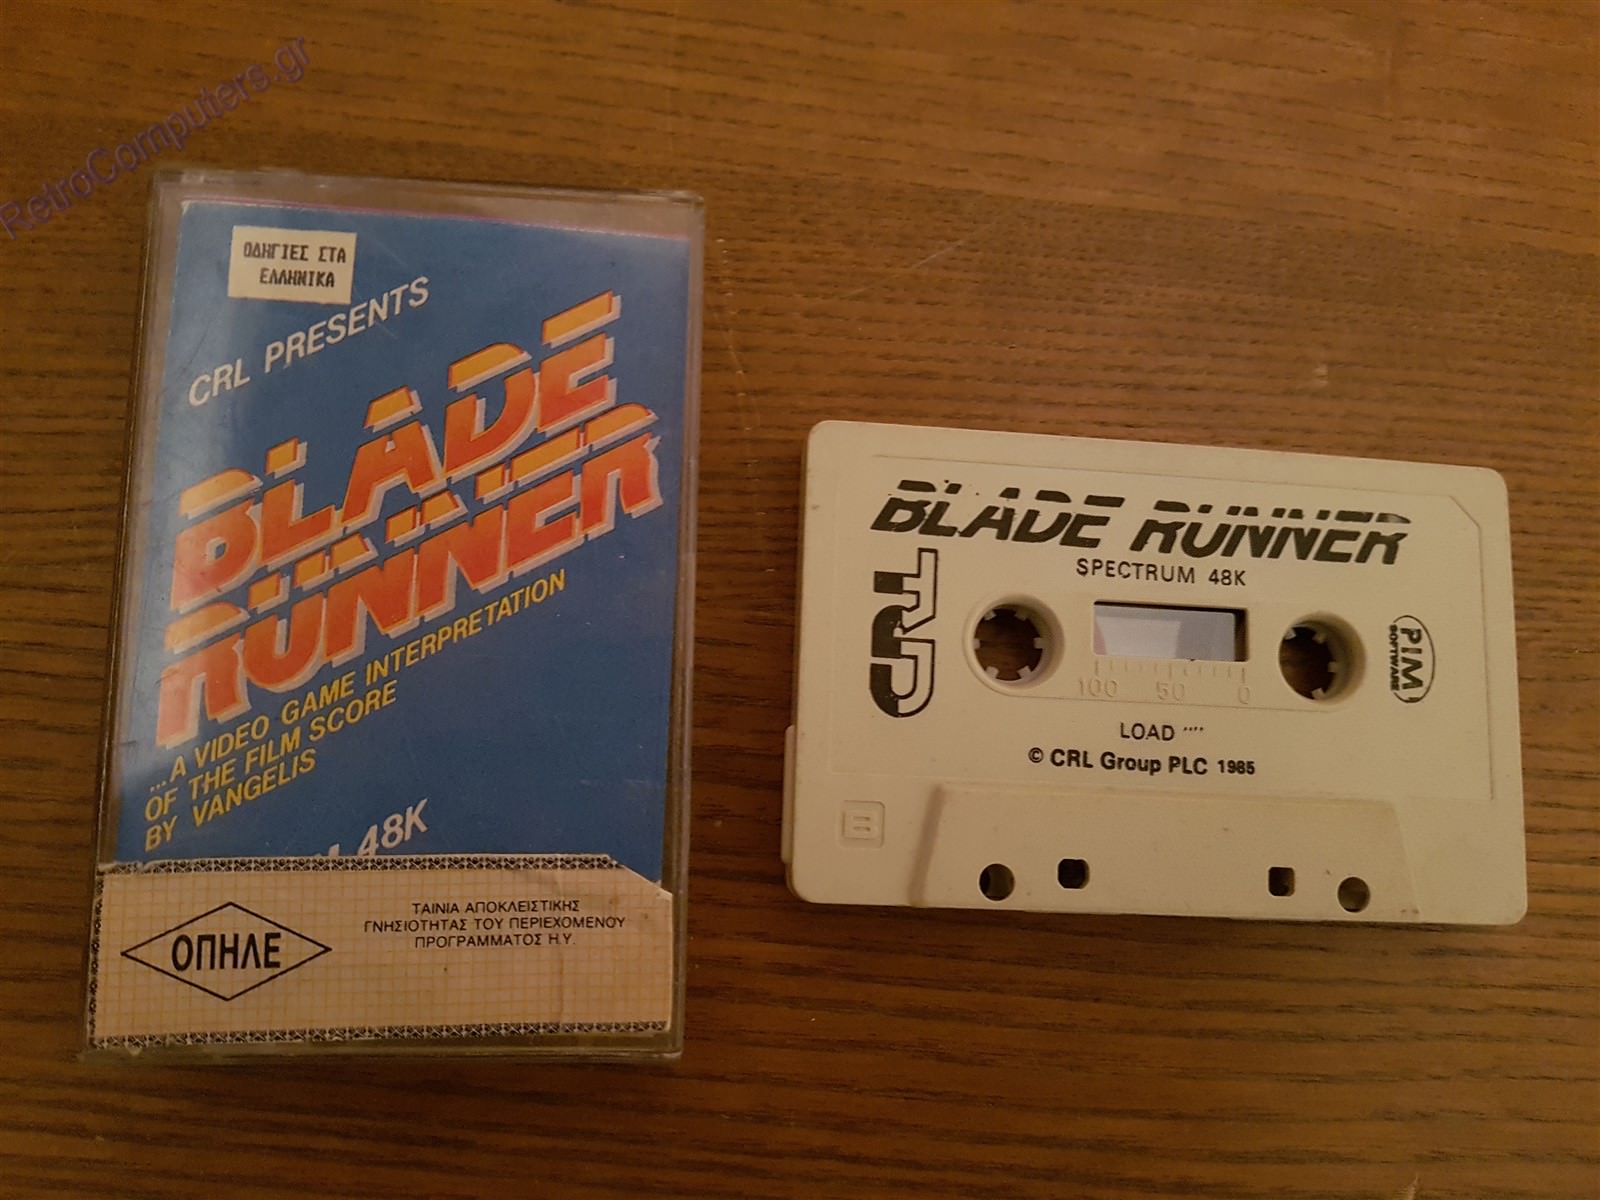 RetroComputers.gr
ΟΔΗΓΙΕΣ ΣΤΑ
ΕΛΛΗΝΙΚΑ
CRL PRESENTS
BLADE
RUNNER
...A VIDEO GAME INTERPRETATION
OF THE FILM SCORE
BY VANGELIS
48K
ΟΠΗΛΕ
ΤΑΙΝΙΑ ΑΠΟΚΛΕΙΣΤΙΚΗΣ
ΓΝΗΣΙΟΤΗΤΑΣ ΤΟΥ ΠΕΡΙΕΧΟΜΕΝΟΥ
ΠΡΟΓΡΑΜΜΑΤΟΣ Η.Υ.
BLADE RUNNER
SPECTRUM 48K
CRL
PIM
SOFTWARE
100 50 0
LOAD ""
© CRL Group PLC 1985
B